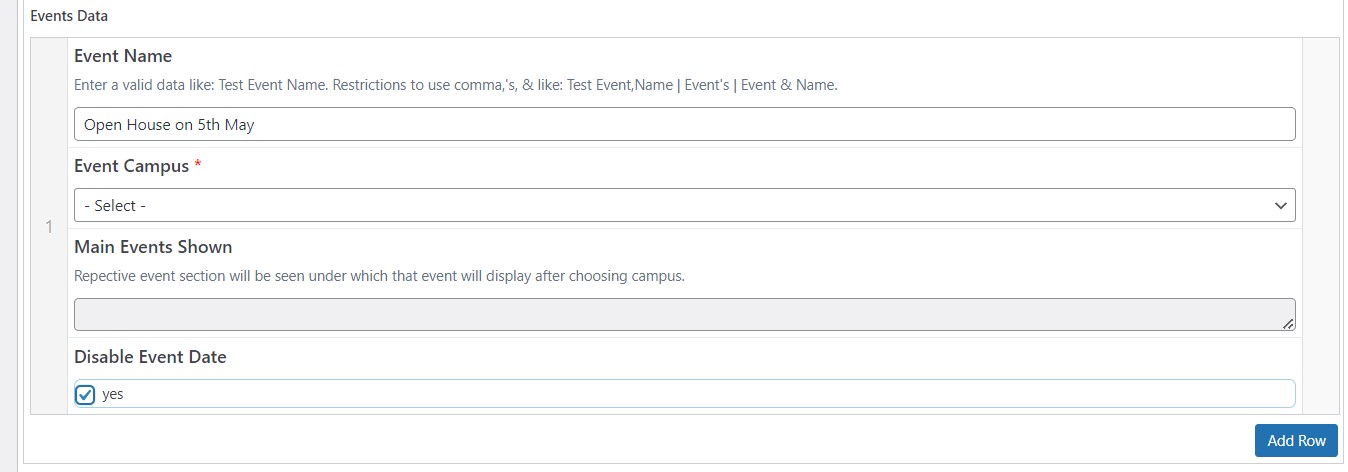 Events Data
Event Name
Enter a valid data like: Test Event Name. Restrictions to use comma,'s, & like: Test Event,Name | Event's | Event & Name.
Open House on 5th May
Event Campus *
- Select -
1
Main Events Shown
Repective event section will be seen under which that event will display after choosing campus.
Disable Event Date
yes
Add Row